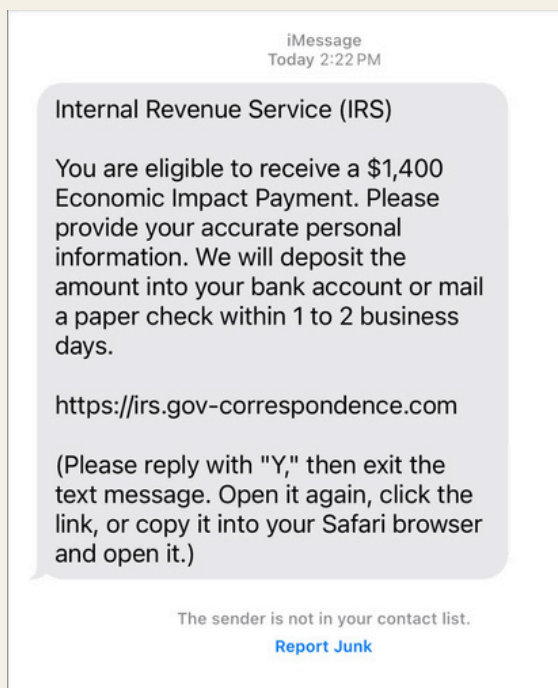 iMessage
Today 2:22 PM
Internal Revenue Service (IRS)
You are eligible to receive a $1,400
Economic Impact Payment. Please
provide your accurate personal
information. We will deposit the
amount into your bank account or mail
a paper check within 1 to 2 business
days.
https://irs.gov-correspondence.com
(Please reply with "Y," then exit the
text message. Open it again, click the
link, or copy it into your Safari browser
and open it.)
The sender is not in your contact list.
Report Junk